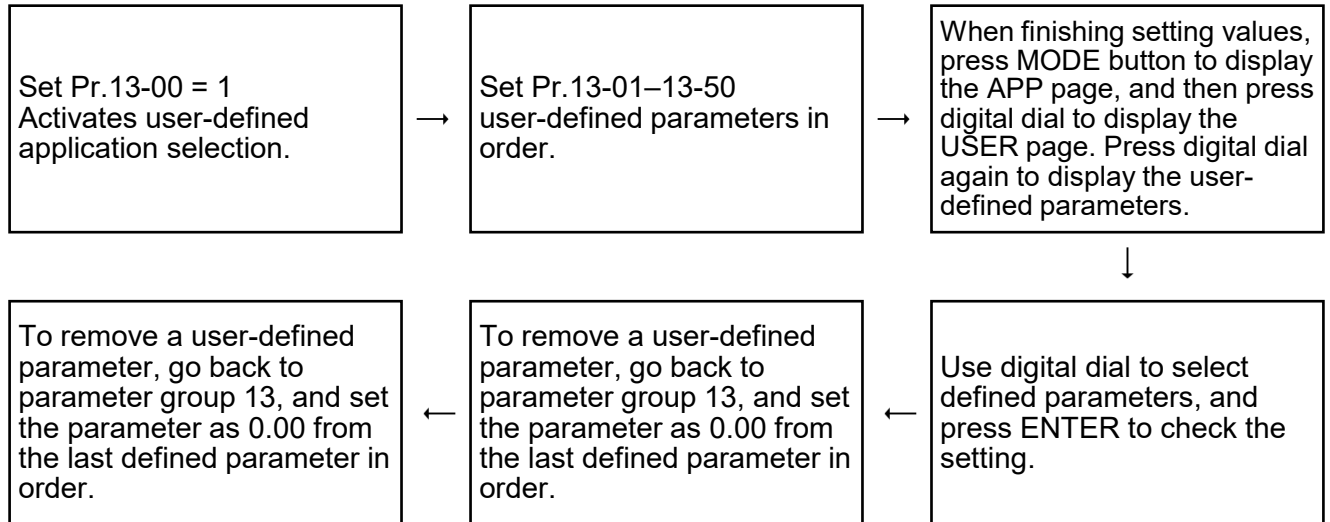 Set Pr.13-00 = 1
Activates user-defined
application selection.
→
Set Pr.13-01–13-50
user-defined parameters in
order.
→
When finishing setting values,
press MODE button to display
the APP page, and then press
digital dial to display the
USER page. Press digital dial
again to display the user-
defined parameters.
↓
Use digital dial to select
defined parameters, and
press ENTER to check the
setting.
←
To remove a user-defined
parameter, go back to
parameter group 13, and set
the parameter as 0.00 from
the last defined parameter in
order.
←
To remove a user-defined
parameter, go back to
parameter group 13, and set
the parameter as 0.00 from
the last defined parameter in
order.